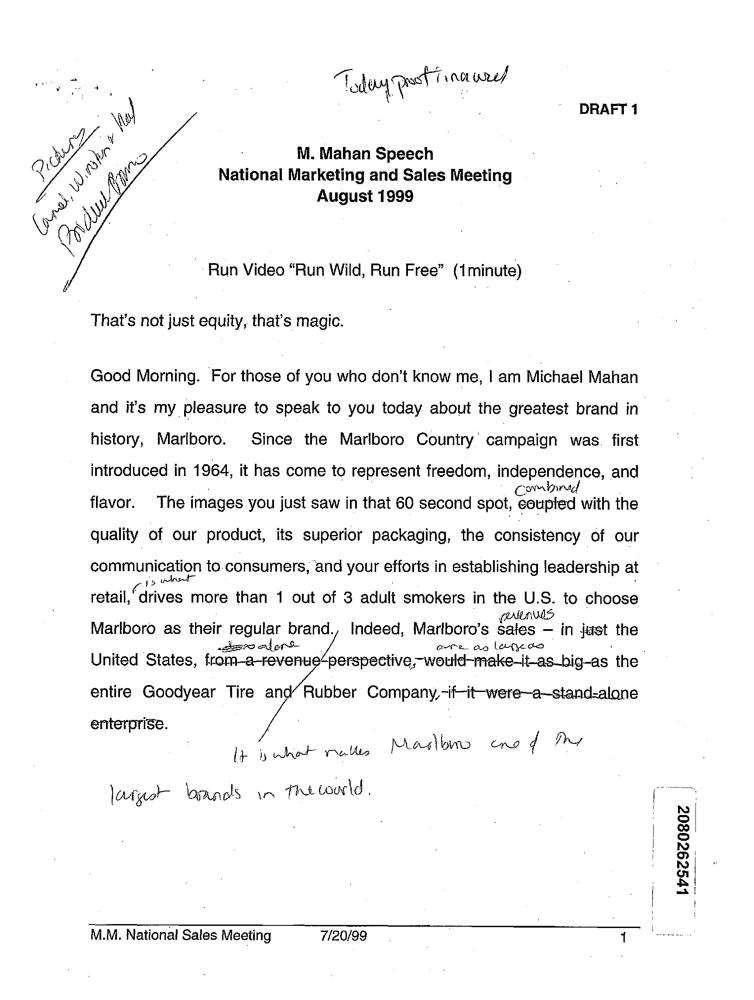 DRAFT 1
Camel, Winston
M. Mahan Speech
National Marketing and Sales Meeting
August 1999
Run Video “Run Wild, Run Free” (1minute)
That's not just equity, that's magic.
Good Morning. For those of you who don't know me, I am Michael Mahan
and it's my pleasure to speak to you today about the greatest brand in
history, Marlboro. Since the Marlboro Country campaign was first
introduced in 1964, it has come to represent freedom, independence, and
combined
flavor. The images you just saw in that 60 second spot, coupled with the
quality of our product, its superior packaging, the consistency of our
communication to consumers, and your efforts in establishing leadership at
is what
retail, drives more than 1 out of 3 adult smokers in the U.S. to choose
revenues
Marlboro as their regular brand. Indeed, Marlboro's sales – in just the
alone are as large as
United States, from a revenue perspective, would make it as big as the
entire Goodyear Tire and Rubber Company, if it were a stand-alone
enterprise.
It is what makes Marlboro one of the
largest brands in the world.
2080262541
M.M. National Sales Meeting 7/20/99 1